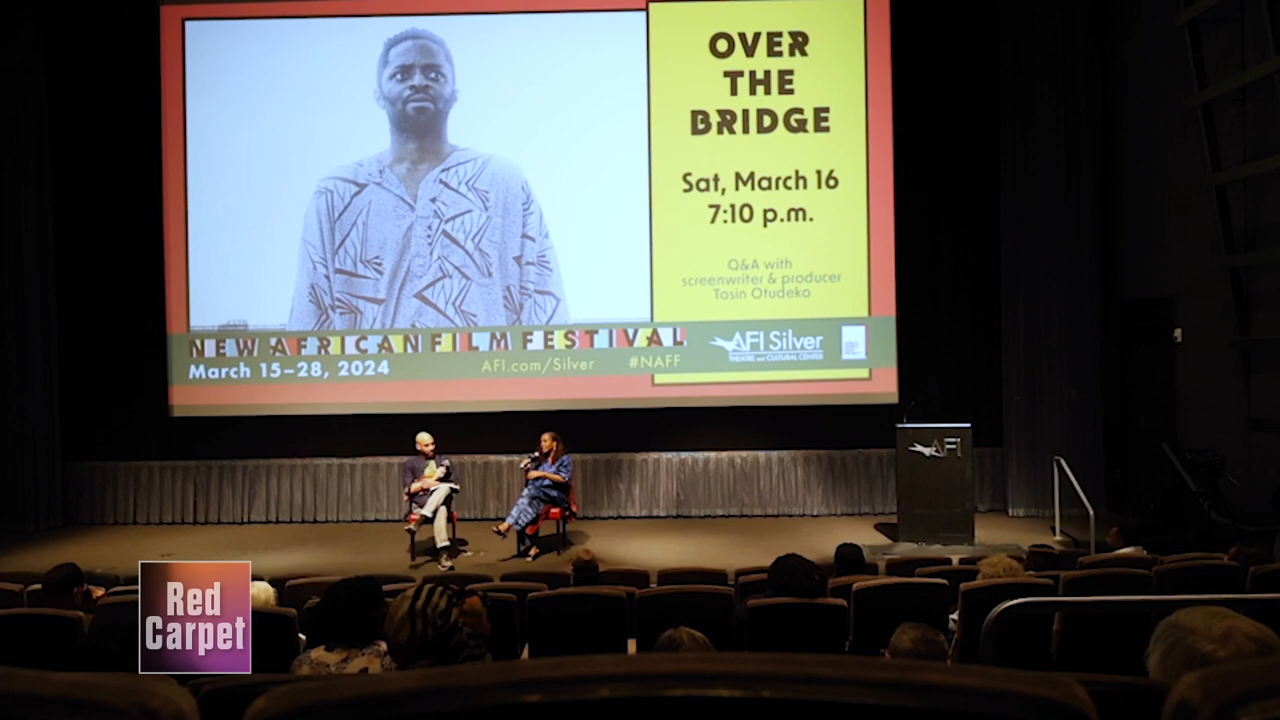 OVER
THE
BRIDGE
Sat, March 16
7:10 p.m.
Q&A with
screenwriter & producer
Tosin Otudeko
NEW AFRICAN FILM FESTIVAL
March 15–28, 2024
AFI.com/Silver
#NAFF
AFI Silver
THEATRE and CULTURAL CENTER
AFI
Red
Carpet